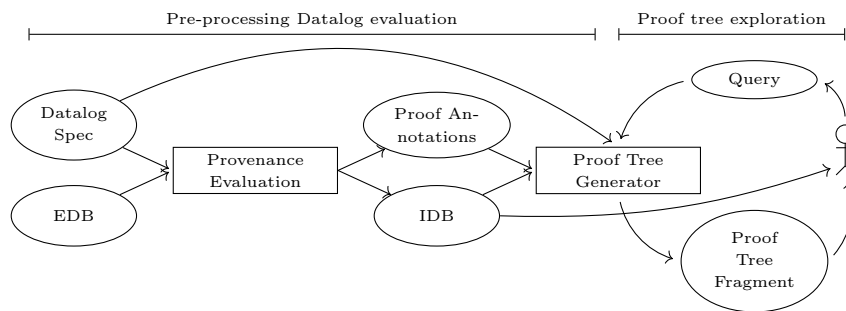 Pre-processing Datalog evaluation
Proof tree exploration
Datalog
Spec
EDB
Provenance
Evaluation
Proof An-
notations
IDB
Proof Tree
Generator
Query
Proof
Tree
Fragment